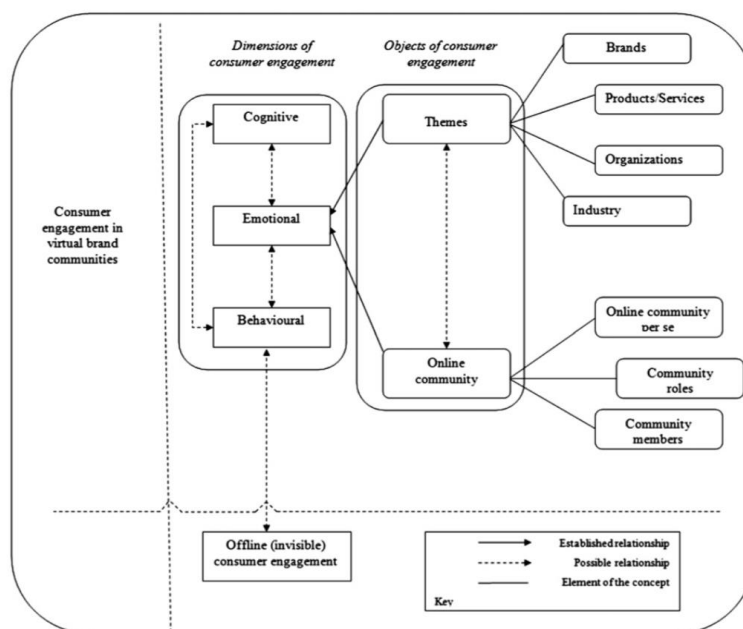 Dimensions of
consumer engagement
Objects of consumer
engagement
Brands
Products/Services
Organizations
Industry
Cognitive
Emotional
Behavioural
Themes
Online
community
Consumer
engagement in
virtual brand
communities
Online community
per se
Community
roles
Community
members
Offline (invisible)
consumer engagement
Established relationship
Possible relationship
Element of the concept
Key